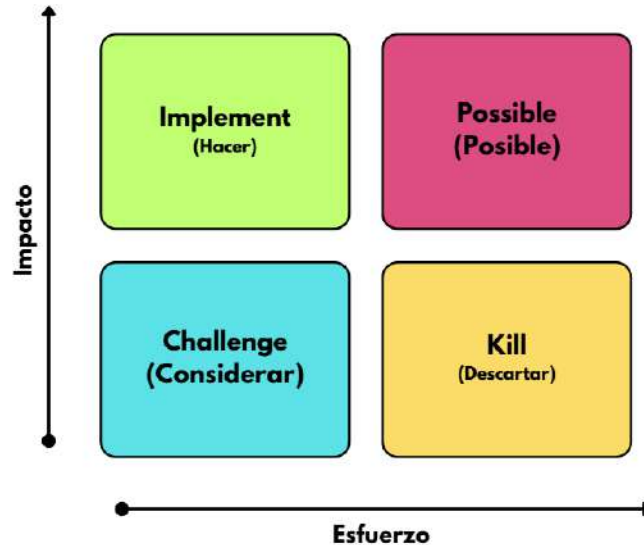 Implement
(Hacer)
Possible
(Posible)
Impacto
Challenge
(Considerar)
Kill
(Descartar)
Esfuerzo